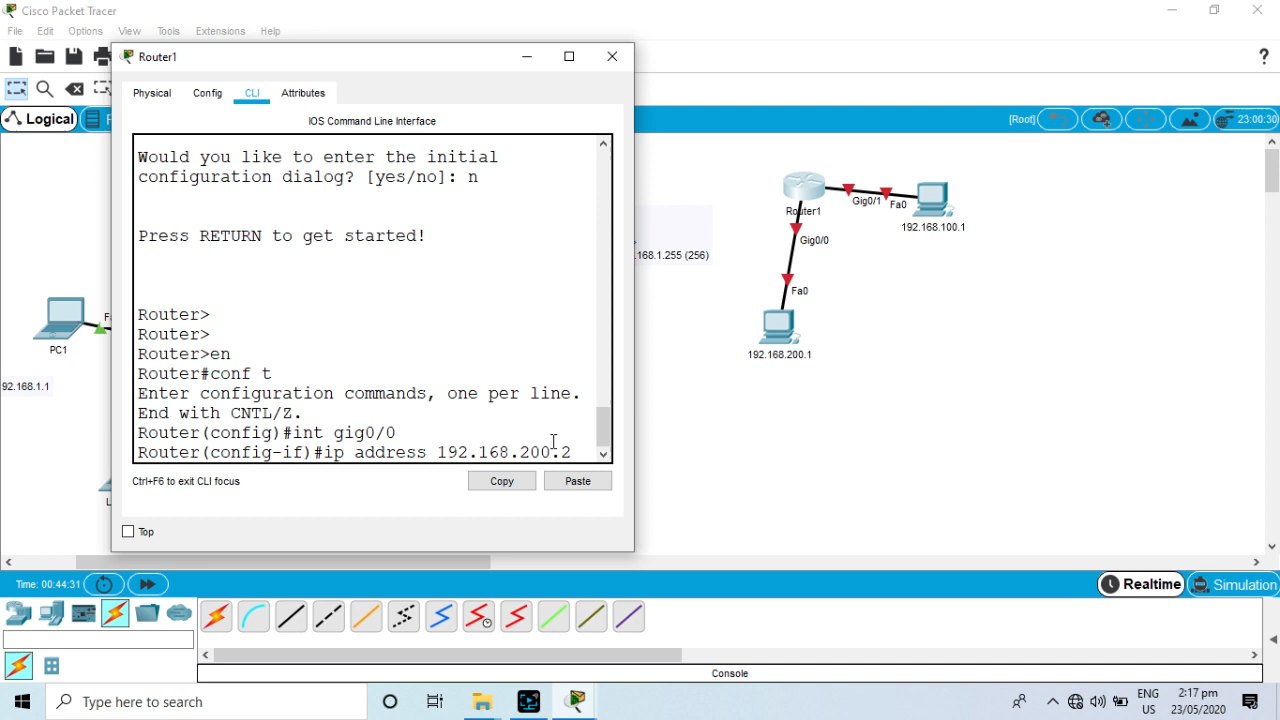 Cisco Packet Tracer
File Edit Options View Tools Extensions Help
Router1
Physical Config CLI Attributes
Logical
[Root]
23:00:30
IOS Command Line Interface
Would you like to enter the initial
configuration dialog? [yes/no]: n
Press RETURN to get started!
Router>
Router>
Router>en
Router#conf t
Enter configuration commands, one per line.
End with CNTL/Z.
Router(config)#int gig0/0
Router(config-if)#ip address 192.168.200.2
Ctrl+F6 to exit CLI focus
Copy
Paste
Top
PC1
92.168.1.1
.168.1.255 (256)
Router1
Gig0/1
Fa0
192.168.100.1
Gig0/0
Fa0
192.168.200.1
Time: 00:44:31
Realtime
Simulation
Console
Type here to search
ENG
US
2:17 pm
23/05/2020